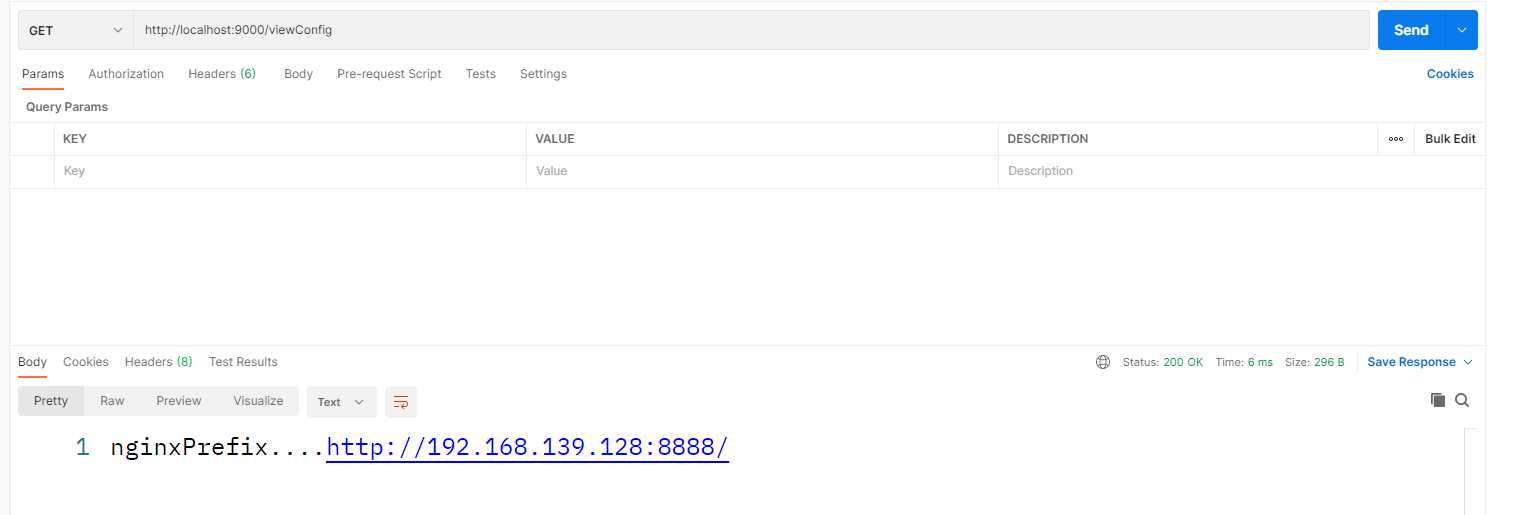 GET http://localhost:9000/viewConfig Send
Params Authorization Headers (6) Body Pre-request Script Tests Settings Cookies
Query Params
KEY VALUE DESCRIPTION ooo Bulk Edit
Key Value Description
Body Cookies Headers (8) Test Results Status: 200 OK Time: 6 ms Size: 296 B Save Response
Pretty Raw Preview Visualize Text
1 nginxPrefix....http://192.168.139.128:8888/